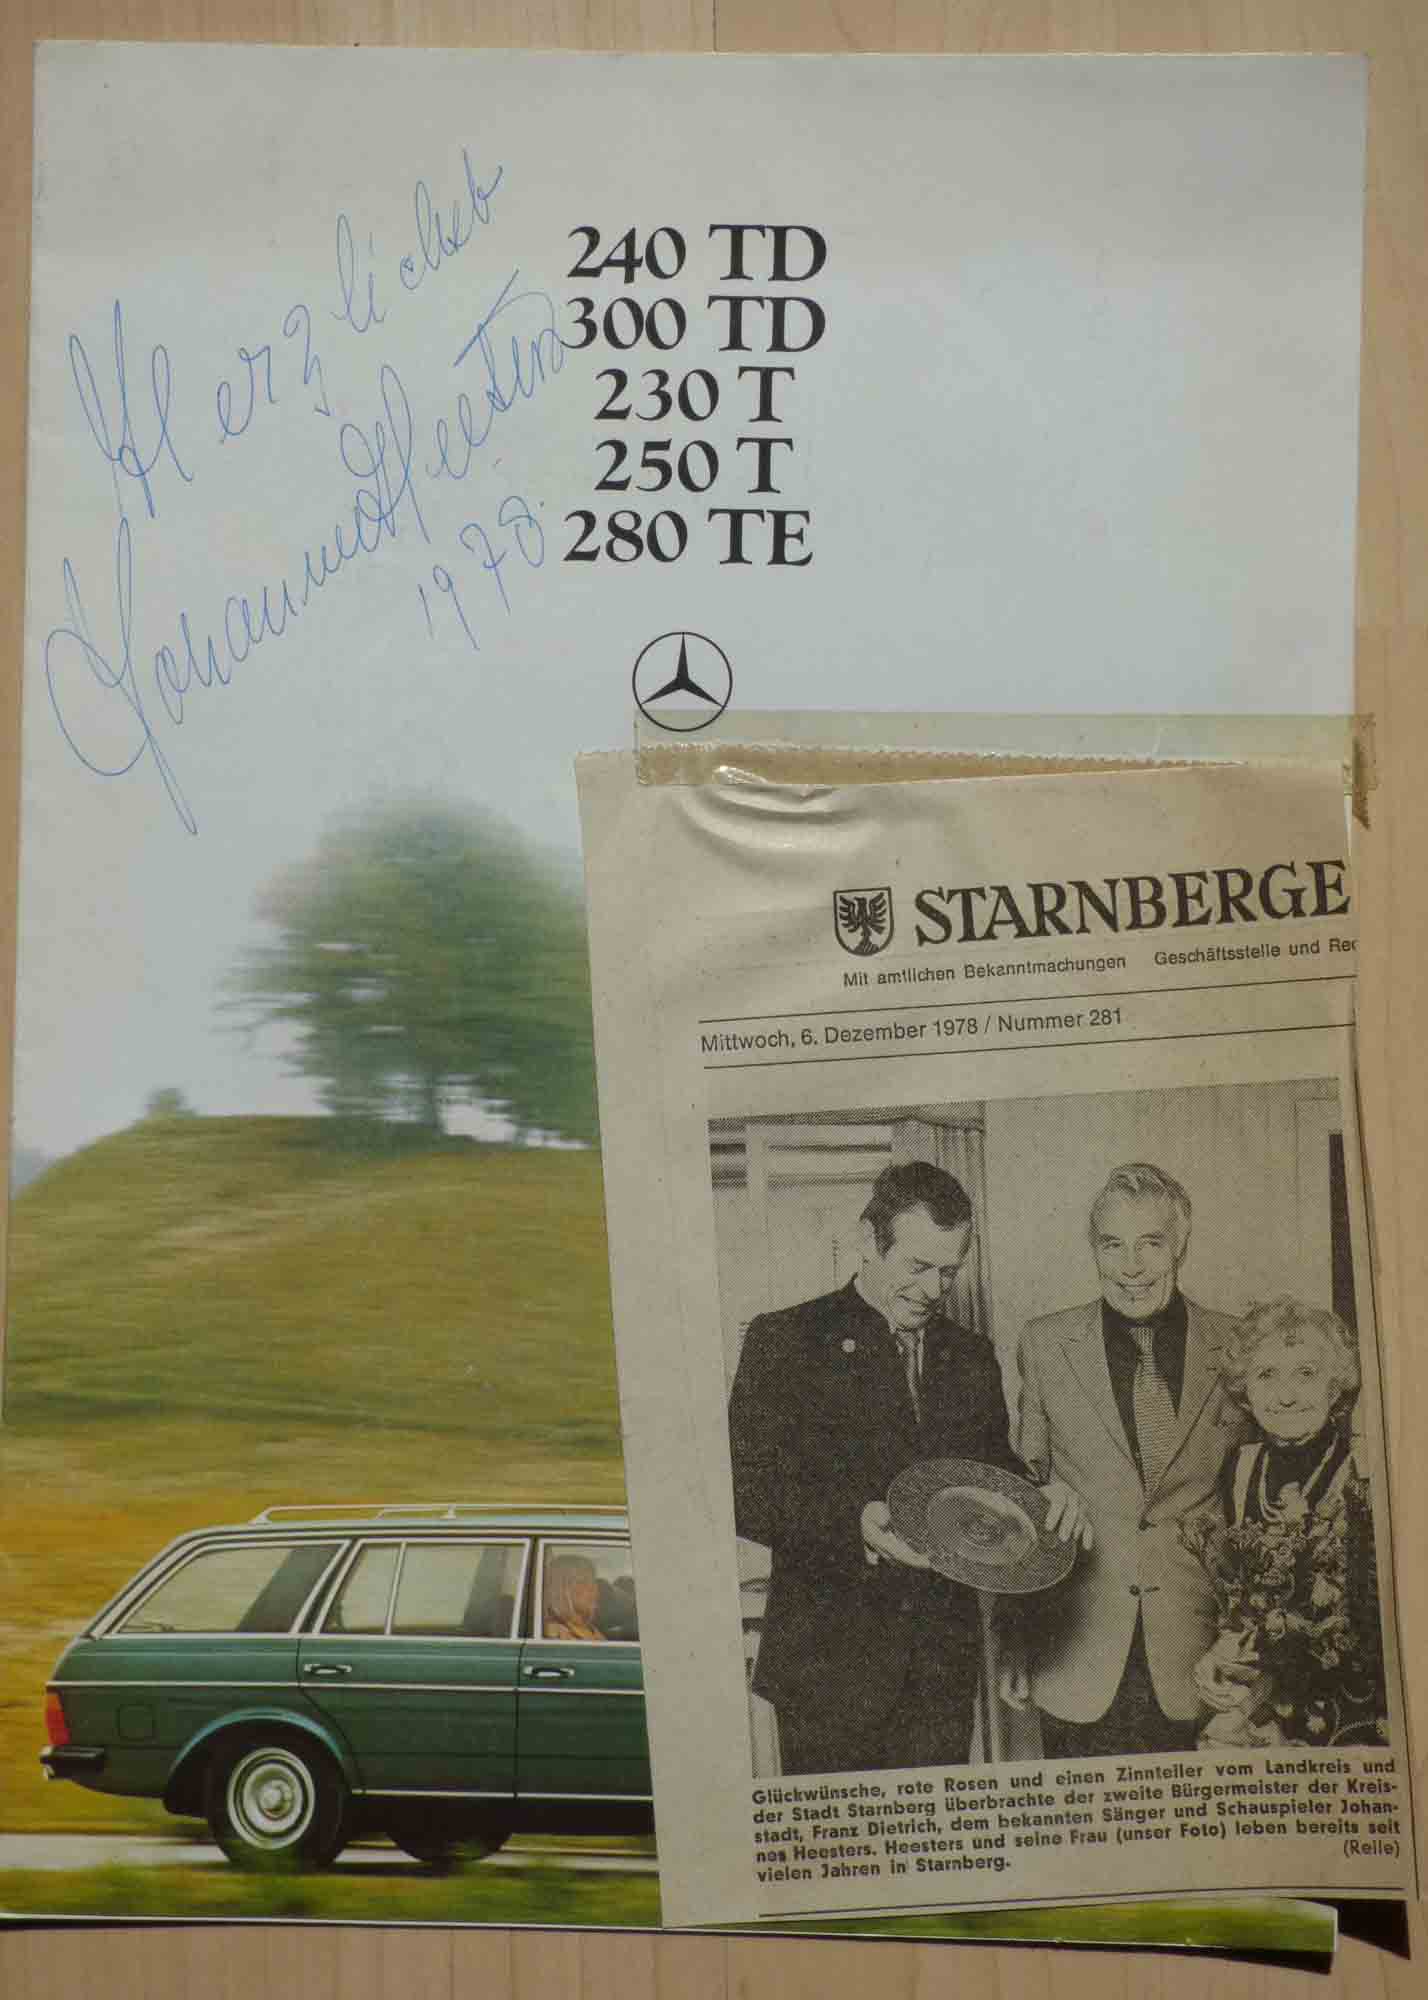 Herzlichst
Johannes Heesters
1978.
240 TD
300 TD
230 T
250 T
280 TE
STARNBERGE
Mit amtlichen Bekanntmachungen Geschäftsstelle und Rec
Mittwoch, 6. Dezember 1978 / Nummer 281
Glückwünsche, rote Rosen und einen Zinnteller vom Landkreis und
der Stadt Starnberg überbrachte der zweite Bürgermeister der Kreis-
stadt, Franz Dietrich, dem bekannten Sänger und Schauspieler Johan-
nes Heesters. Heesters und seine Frau (unser Foto) leben bereits seit
vielen Jahren in Starnberg. (Relle)